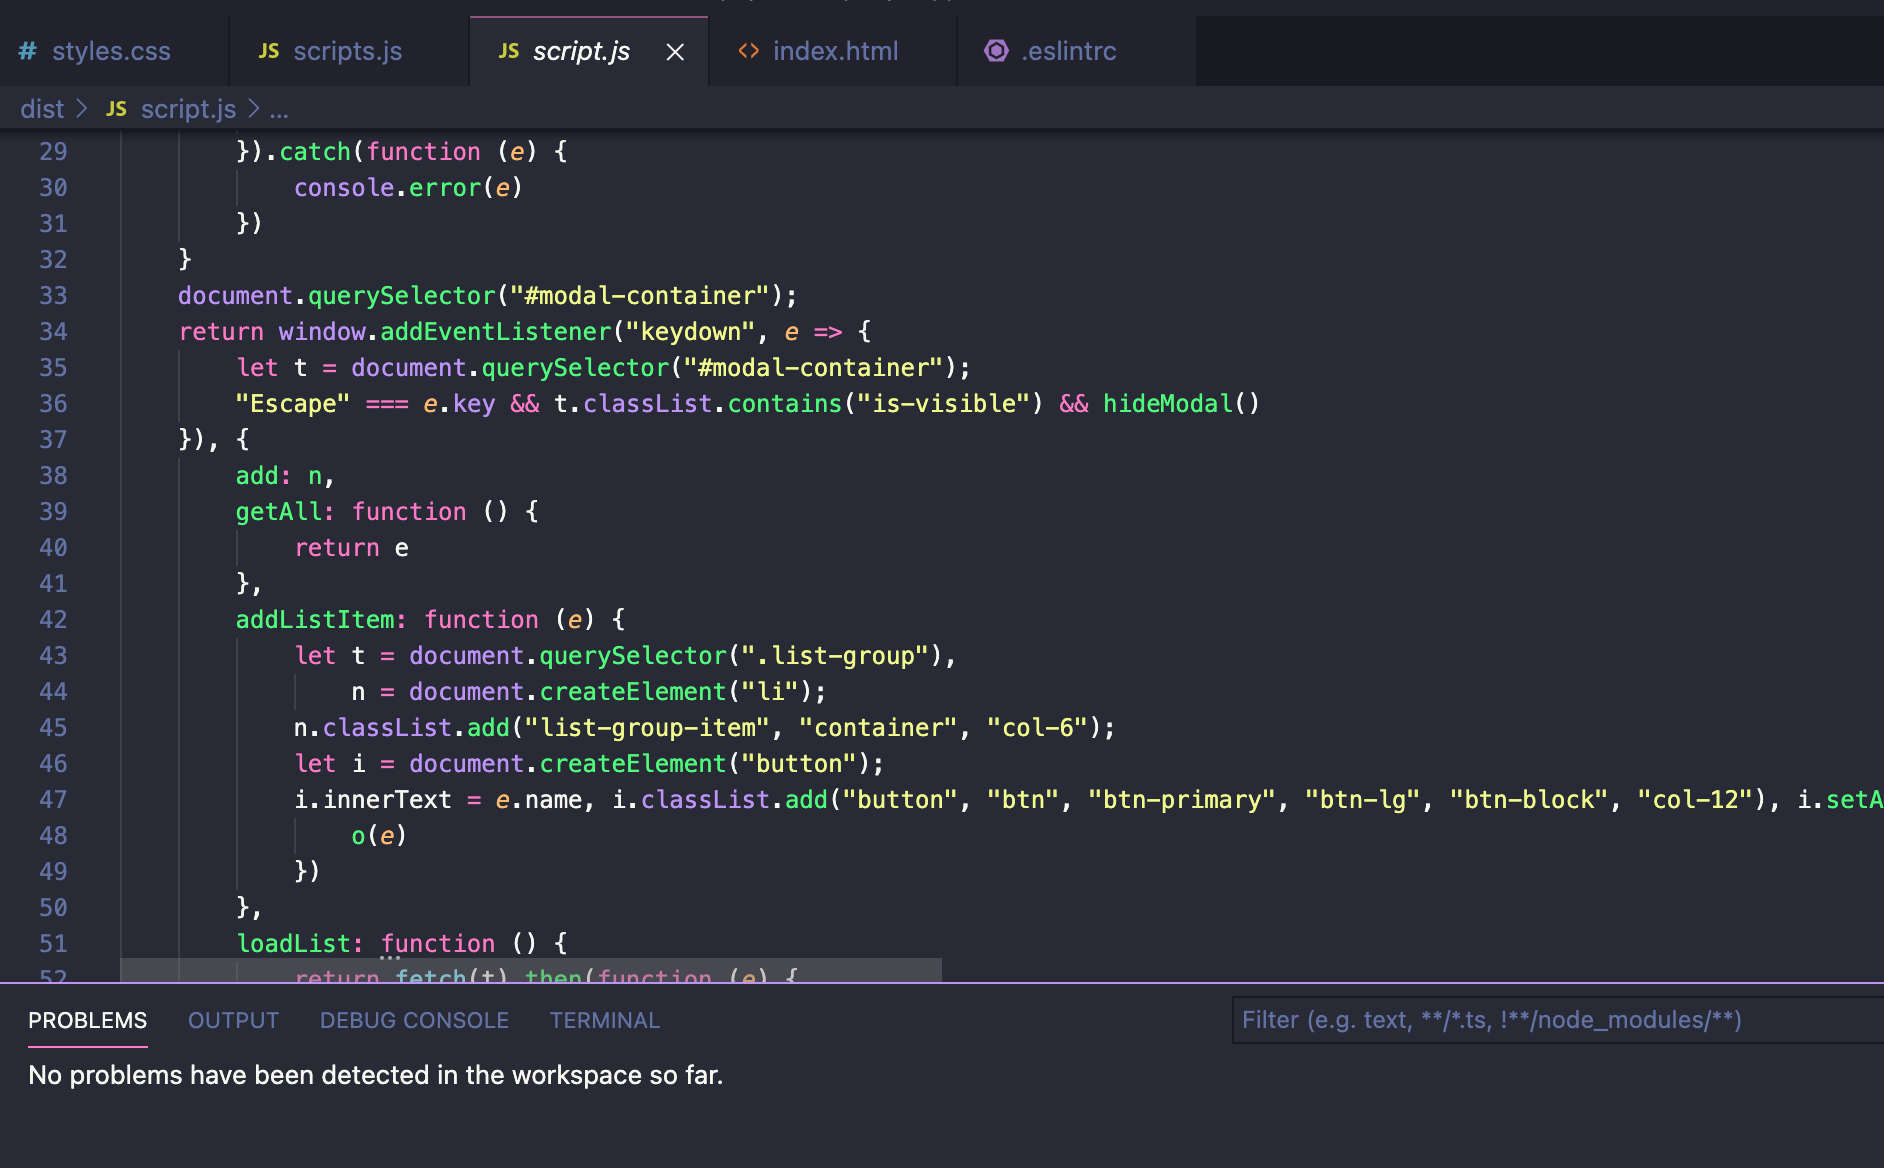 # styles.css JS scripts.js JS script.js × <> index.html .eslintrc
dist > JS script.js > ...
29 }).catch(function (e) {
30 console.error(e)
31 })
32 }
33 document.querySelector("#modal-container");
34 return window.addEventListener("keydown", e => {
35 let t = document.querySelector("#modal-container");
36 "Escape" === e.key && t.classList.contains("is-visible") && hideModal()
37 }), {
38 add: n,
39 getAll: function () {
40 return e
41 },
42 addListItem: function (e) {
43 let t = document.querySelector(".list-group"),
44 n = document.createElement("li");
45 n.classList.add("list-group-item", "container", "col-6");
46 let i = document.createElement("button");
47 i.innerText = e.name, i.classList.add("button", "btn", "btn-primary", "btn-lg", "btn-block", "col-12"), i.setA
48 o(e)
49 })
50 },
51 loadList: function () {
52 return fetch(t).then(function (e) {
PROBLEMS OUTPUT DEBUG CONSOLE TERMINAL Filter (e.g. text, **/*.ts, !**/node_modules/**)
No problems have been detected in the workspace so far.